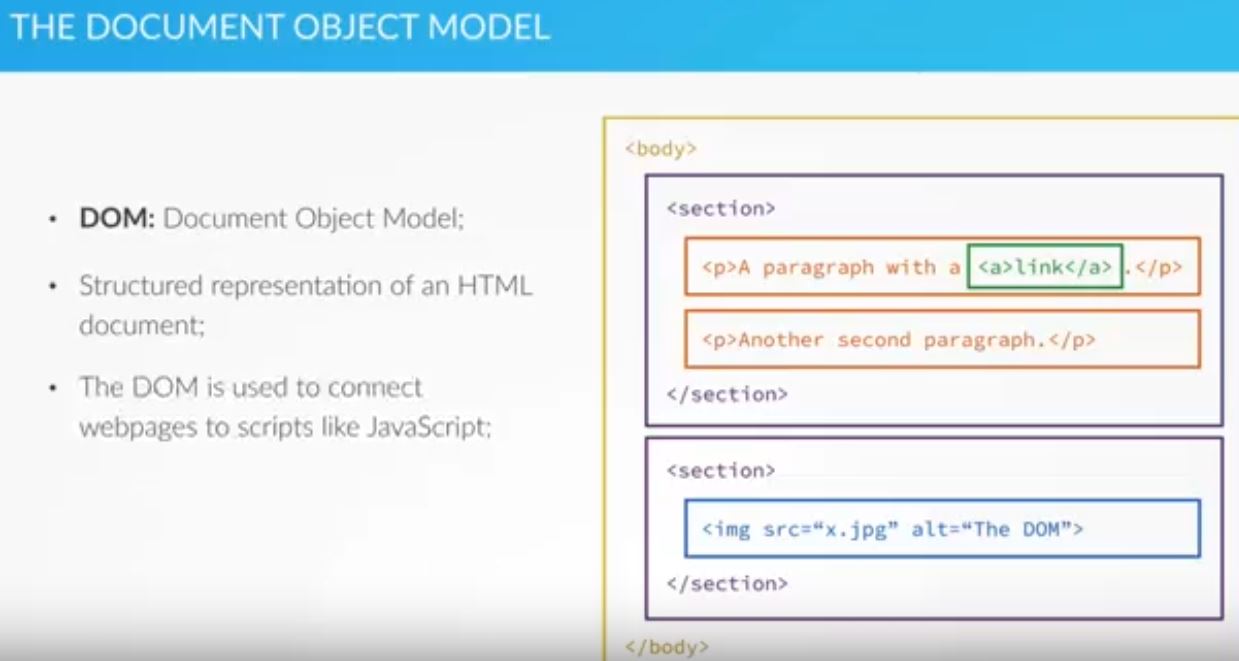 THE DOCUMENT OBJECT MODEL
• DOM: Document Object Model;
• Structured representation of an HTML
document;
• The DOM is used to connect
webpages to scripts like JavaScript;
<body>
<section>
<p>A paragraph with a <a>link</a>.</p>
<p>Another second paragraph.</p>
</section>
<section>
<img src=“x.jpg” alt=“The DOM”>
</section>
</body>